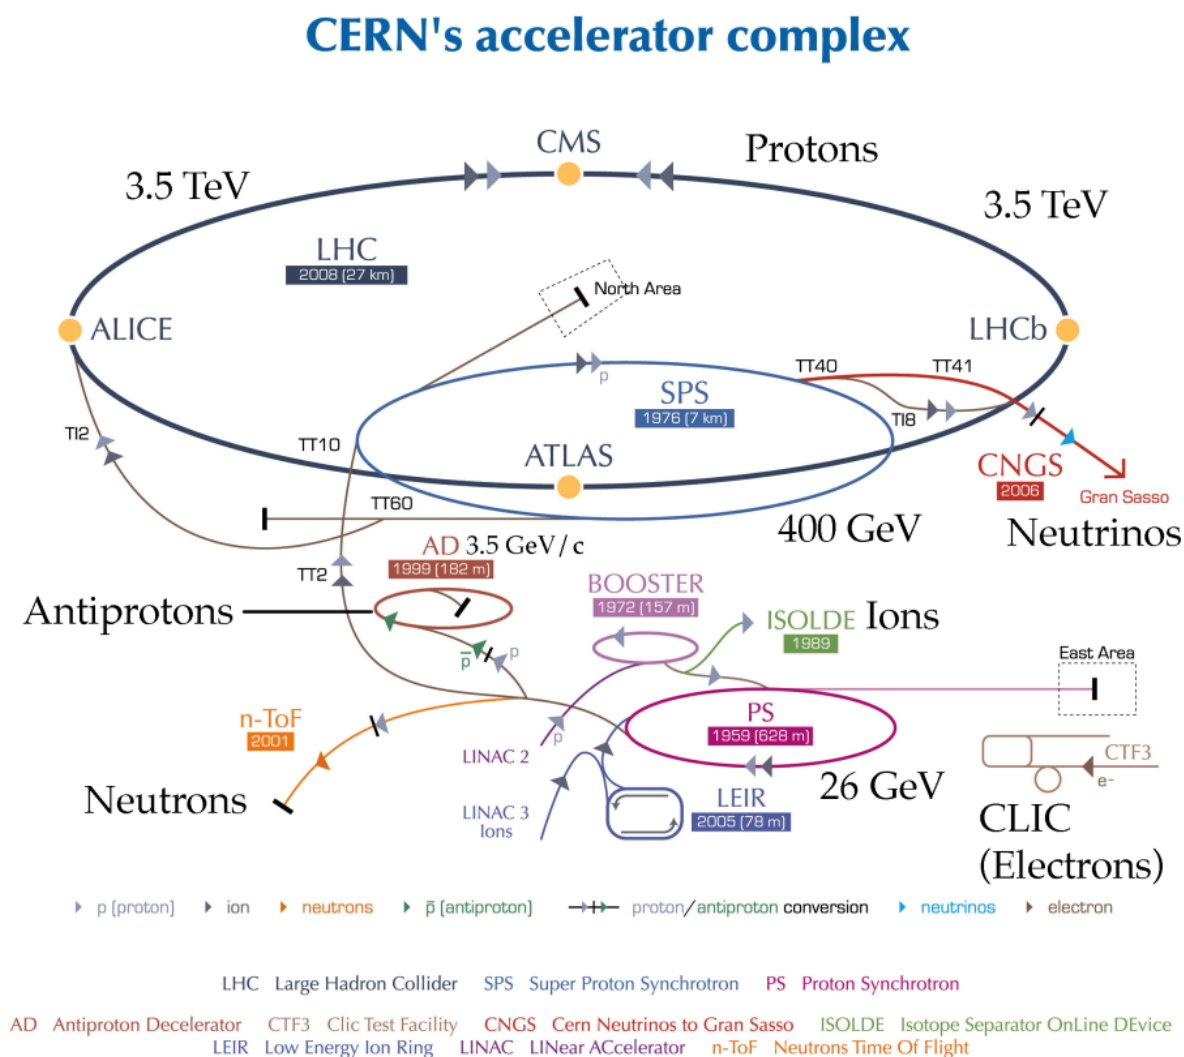 CERN's accelerator complex
CMS
Protons
3.5 TeV
3.5 TeV
LHC
2008 (27 km)
North Area
ALICE
LHCb
TT40
TT41
p
SPS
1976 (7 km)
TI8
TI2
TT10
ATLAS
CNGS
2006
Gran Sasso
TT60
400 GeV
Neutrinos
AD 3.5 GeV/c
1999 (182 m)
TT2
BOOSTER
1972 (157 m)
Antiprotons
ISOLDE Ions
1989
p̅
p
East Area
n-ToF
2001
PS
1959 (628 m)
p
LINAC 2
CTF3
e-
Neutrons
26 GeV
LEIR
2005 (78 m)
LINAC 3
Ions
CLIC
(Electrons)
p (proton) ion neutrons p̅ (antiproton) proton/antiproton conversion neutrinos electron
LHC Large Hadron Collider SPS Super Proton Synchrotron PS Proton Synchrotron
AD Antiproton Decelerator CTF3 Clic Test Facility CNGS Cern Neutrinos to Gran Sasso ISOLDE Isotope Separator OnLine DEvice
LEIR Low Energy Ion Ring LINAC LINear ACcelerator n-ToF Neutrons Time Of Flight